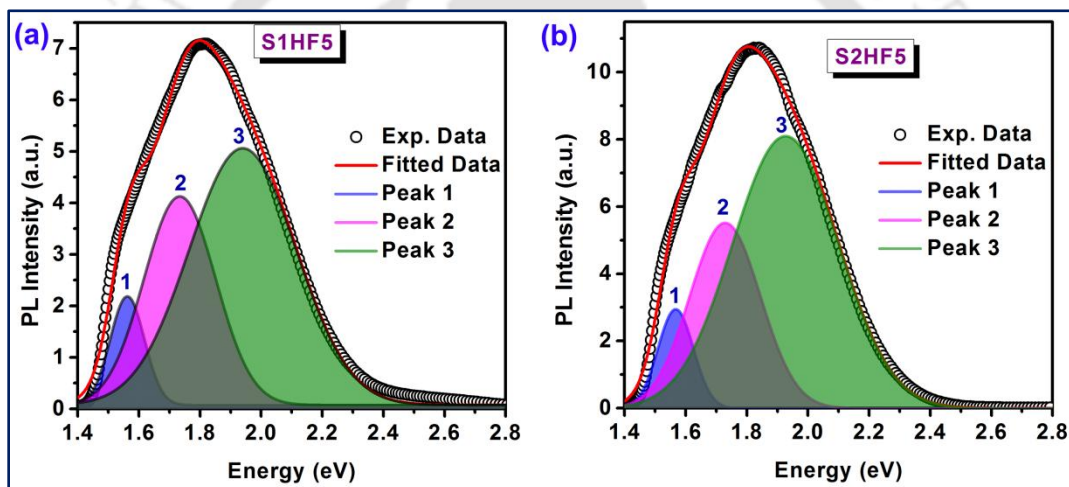 (a)
S1HF5
7
6
5
4
3
2
1
0
PL Intensity (a.u.)
1
2
3
Exp. Data
Fitted Data
Peak 1
Peak 2
Peak 3
1.4 1.6 1.8 2.0 2.2 2.4 2.6 2.8
Energy (eV)
(b)
S2HF5
10
8
6
4
2
0
PL Intensity (a.u.)
1
2
3
Exp. Data
Fitted Data
Peak 1
Peak 2
Peak 3
1.4 1.6 1.8 2.0 2.2 2.4 2.6 2.8
Energy (eV)